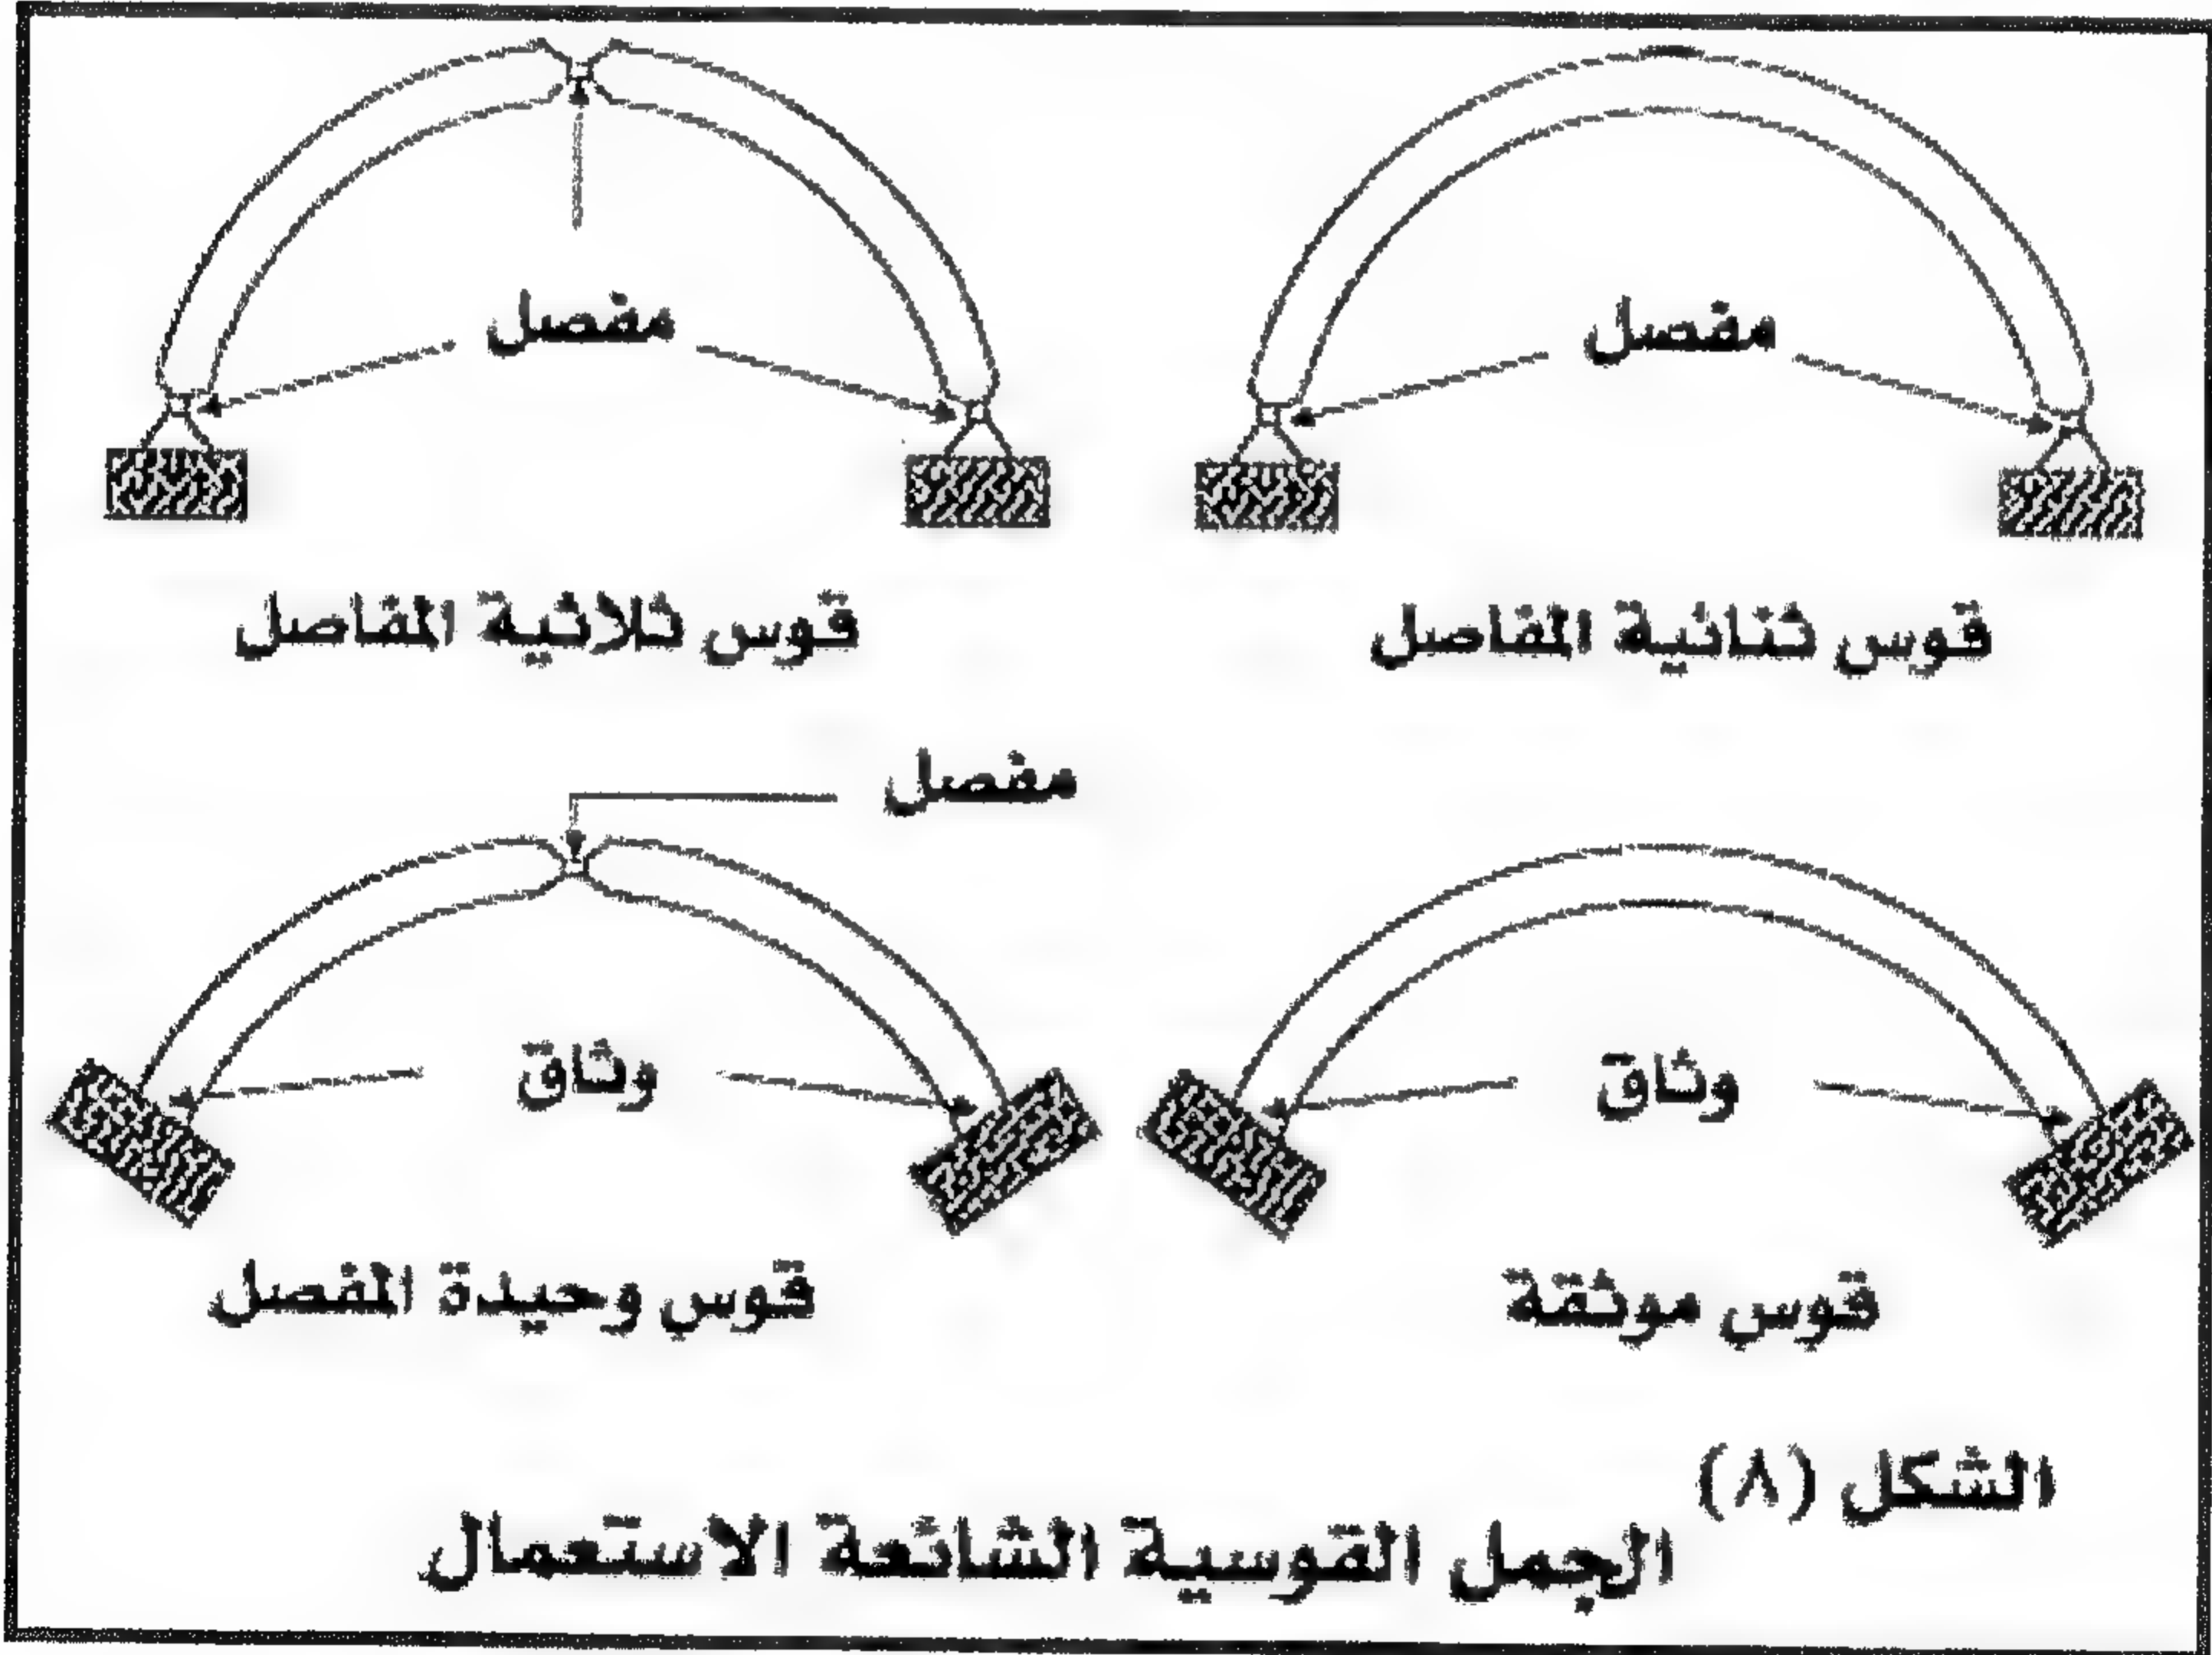 مفصل
مفصل
قوس ثنائية المفاصل
قوس ثلاثية المفاصل
مفصل
وثاق
وثاق
قوس موثقة
قوس وحيدة المفصل
الشكل (٨)
الجمل القوسية الشائعة الاستعمال